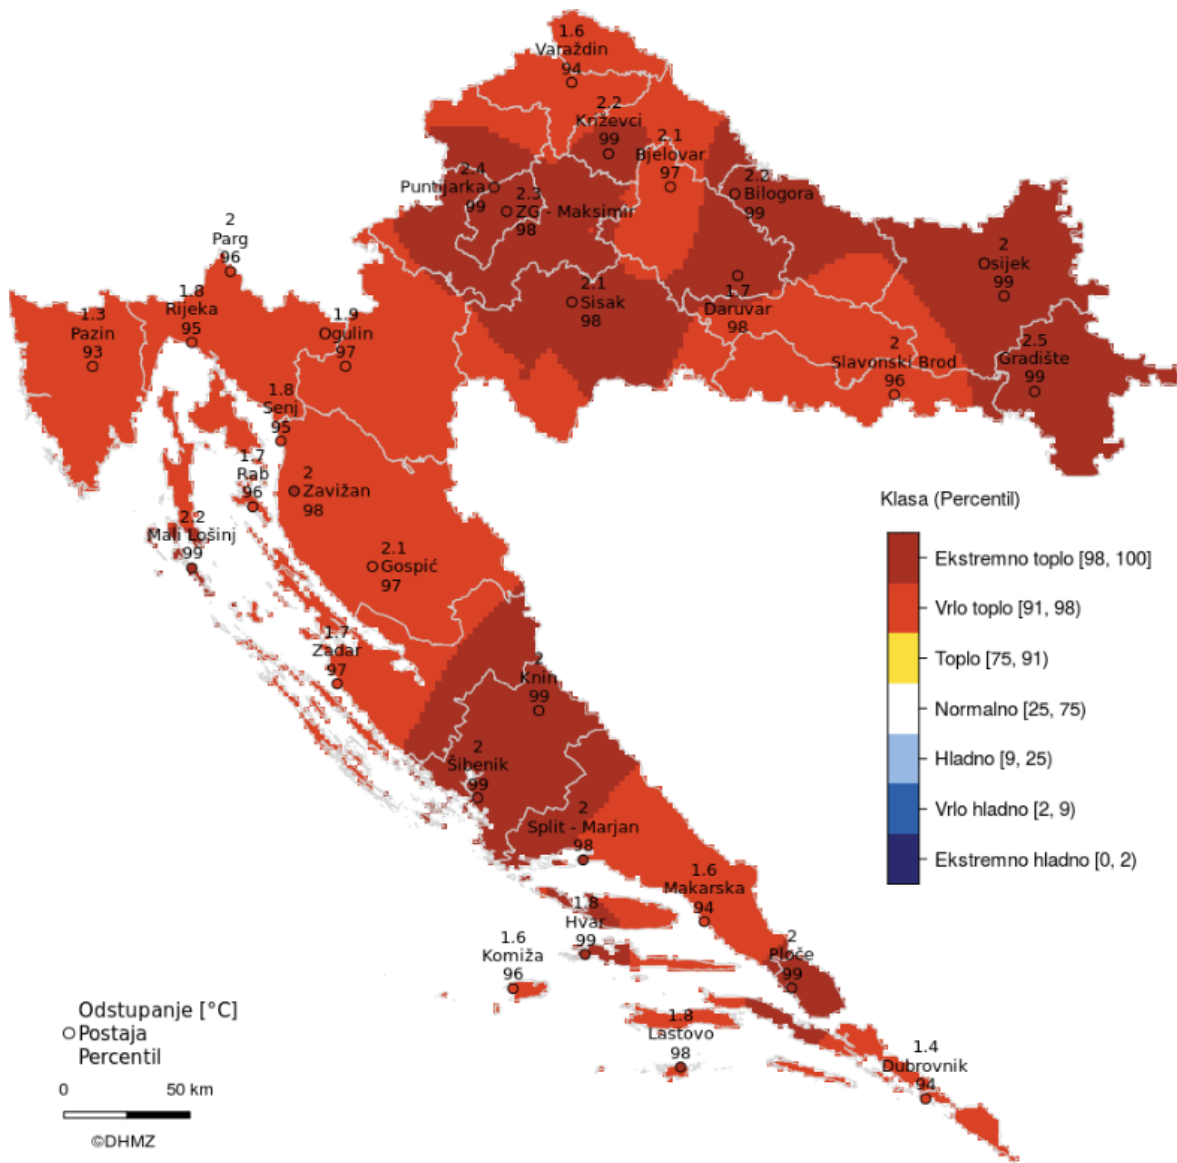 1.6
Varaždin
94
2.2
Križevci
99
2.1
Bjelovar
97
2.4
Puntijarka
99
2.3
ZG - Maksimir
98
2.2
Bilogora
99
2
Parg
96
2
Osijek
99
1.8
Rijeka
95
2.1
Sisak
98
1.7
Daruvar
98
1.3
Pazin
93
1.9
Ogulin
97
2
Slavonski Brod
96
2.5
Gradište
99
1.8
Senj
95
1.7
Rab
96
2
Zavižan
98
2.2
Mali Lošinj
99
2.1
Gospić
97
1.7
Zadar
97
2
Knin
99
2
Šibenik
99
2
Split - Marjan
98
1.6
Makarska
94
1.8
Hvar
99
1.6
Komiža
96
2
Ploče
99
1.8
Lastovo
98
1.4
Dubrovnik
94
Klasa (Percentil)
Ekstremno toplo [98, 100]
Vrlo toplo [91, 98)
Toplo [75, 91)
Normalno [25, 75)
Hladno [9, 25)
Vrlo hladno [2, 9)
Ekstremno hladno [0, 2)
Odstupanje [°C]
Postaja
Percentil
0 50 km
©DHMZ